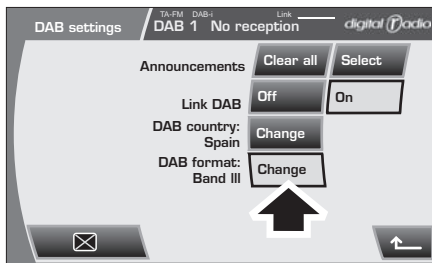 TA-FM DAB-i Link
DAB settings DAB 1 No reception digital radio
Announcements Clear all Select
Link DAB Off On
DAB country:
Spain Change
DAB format:
Band III Change